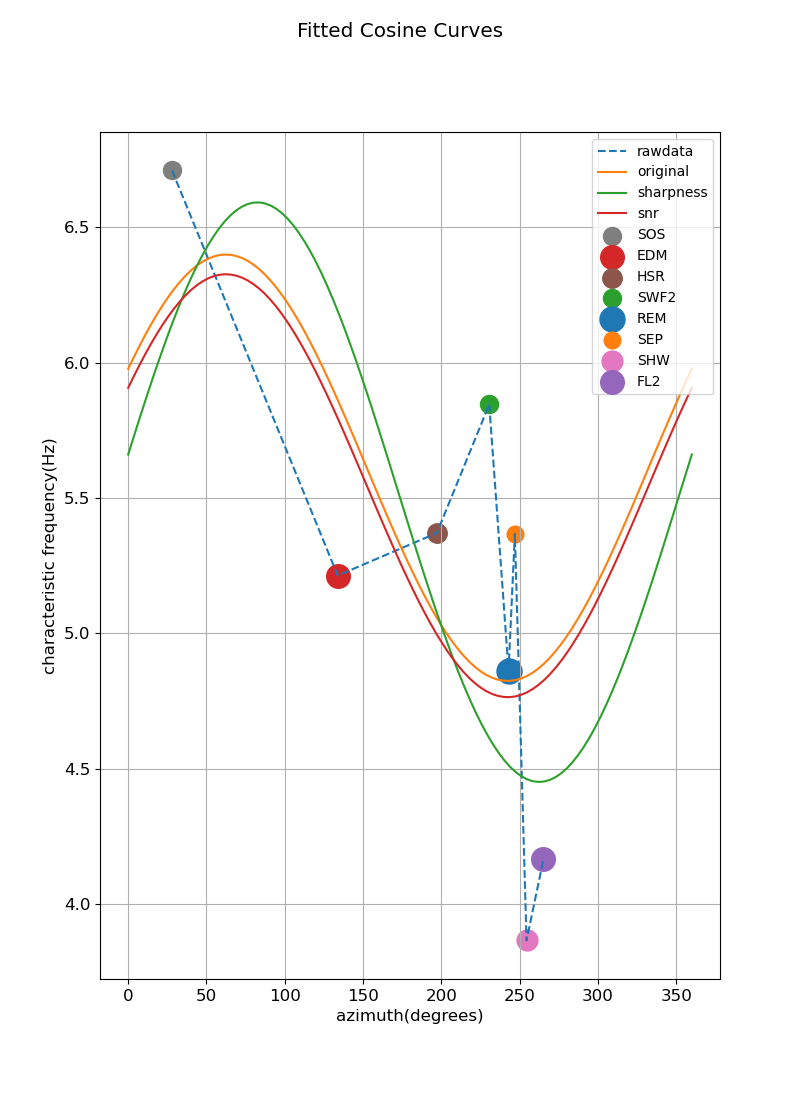 Fitted Cosine Curves
rawdata
original
sharpness
snr
SOS
EDM
HSR
SWF2
REM
SEP
SHW
FL2
characteristic frequency(Hz)
6.5
6.0
5.5
5.0
4.5
4.0
0 50 100 150 200 250 300 350
azimuth(degrees)